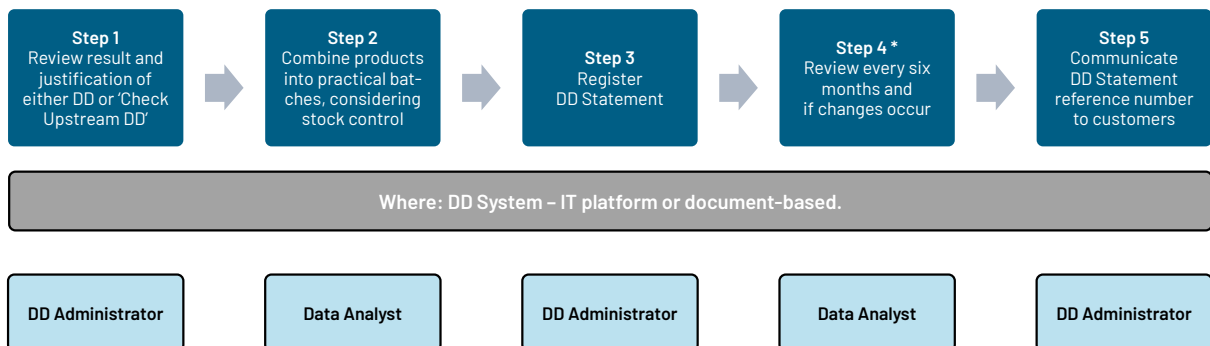 Step 1
Review result and
justification of
either DD or ‘Check
Upstream DD’
Step 2
Combine products
into practical bat-
ches, considering
stock control
Step 3
Register
DD Statement
Step 4 *
Review every six
months and
if changes occur
Step 5
Communicate
DD Statement
reference number
to customers
Where: DD System – IT platform or document-based.
DD Administrator
Data Analyst
DD Administrator
Data Analyst
DD Administrator